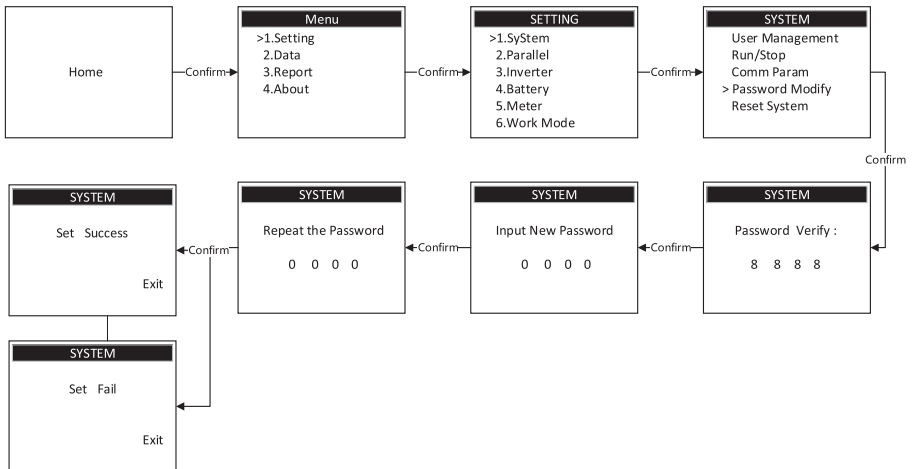 Home
Confirm
Menu
>1.Setting
2.Data
3.Report
4.About
Confirm
SETTING
>1.SyStem
2.Parallel
3.Inverter
4.Battery
5.Meter
6.Work Mode
Confirm
SYSTEM
User Management
Run/Stop
Comm Param
> Password Modify
Reset System
Confirm
SYSTEM
Password Verify :
8 8 8 8
Confirm
SYSTEM
Input New Password
0 0 0 0
Confirm
SYSTEM
Repeat the Password
0 0 0 0
Confirm
SYSTEM
Set Success
Exit
SYSTEM
Set Fail
Exit